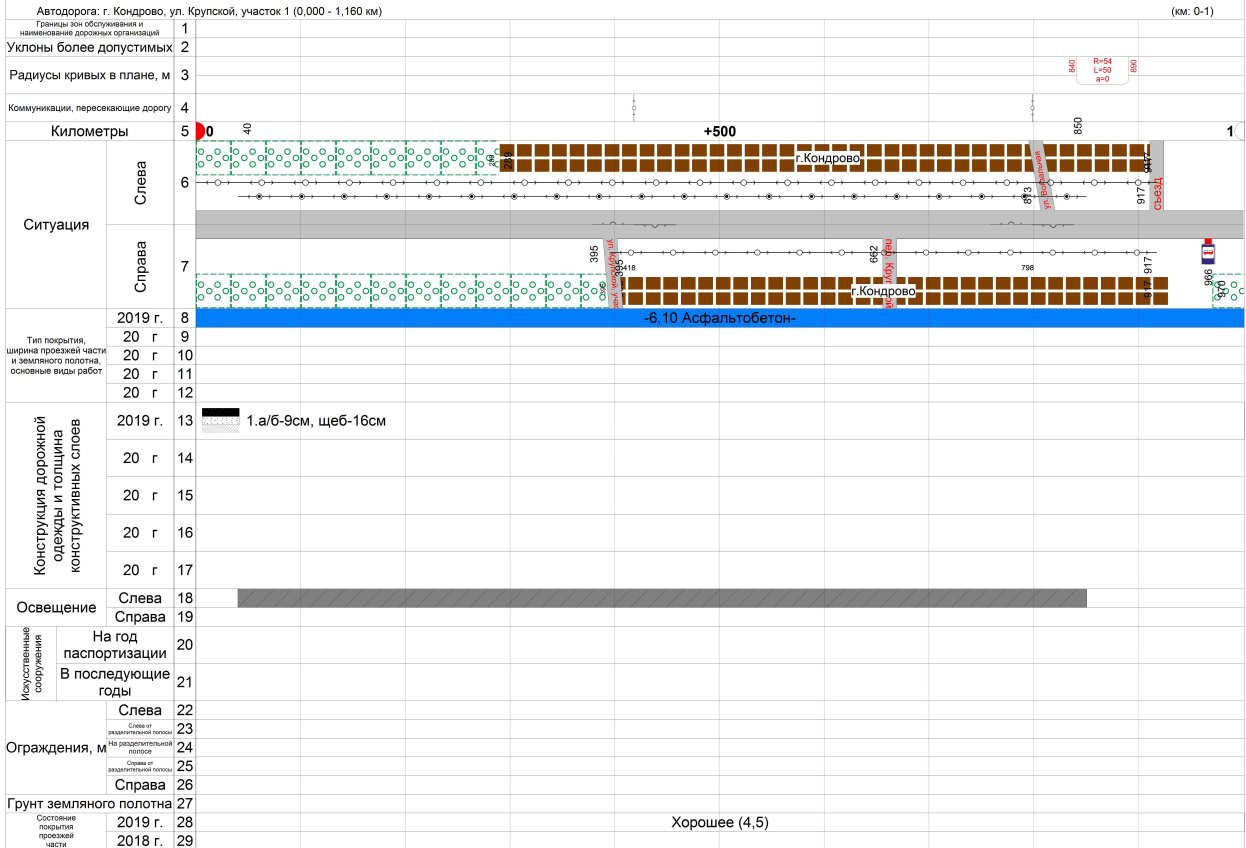 Автодорога: г. Кондрово, ул. Крупской, участок 1 (0,000 - 1,160 км)
(км: 0-1)
Границы зон обслуживания и
наименование дорожных организаций
1
Уклоны более допустимых
2
Радиусы кривых в плане, м
3
840
R=54
L=50
a=0
890
Коммуникации, пересекающие дорогу
4
Километры
5
0
40
+500
850
1
Ситуация
Слева
6
289
289
г.Кондрово
873
917
917
съезд
Справа
7
395
395
418
662
798
г.Кондрово
917
917
966
970
2019 г.
8
-6,10 Асфальтобетон-
Тип покрытия,
ширина проезжей части
и земляного полотна,
основные виды работ
20 г
9
20 г
10
20 г
11
20 г
12
Конструкция дорожной
одежды и толщина
конструктивных слоев
2019 г.
13
1.а/б-9см, щеб-16см
20 г
14
20 г
15
20 г
16
20 г
17
Освещение
Слева
18
Справа
19
Искусственные
сооружения
На год
паспортизации
20
В последующие
годы
21
Ограждения, м
Слева
22
Слева от
разделительной полосы
23
На разделительной
полосе
24
Справа от
разделительной полосы
25
Справа
26
Грунт земляного полотна
27
Состояние
покрытия
проезжей
части
2019 г.
28
Хорошее (4,5)
2018 г.
29